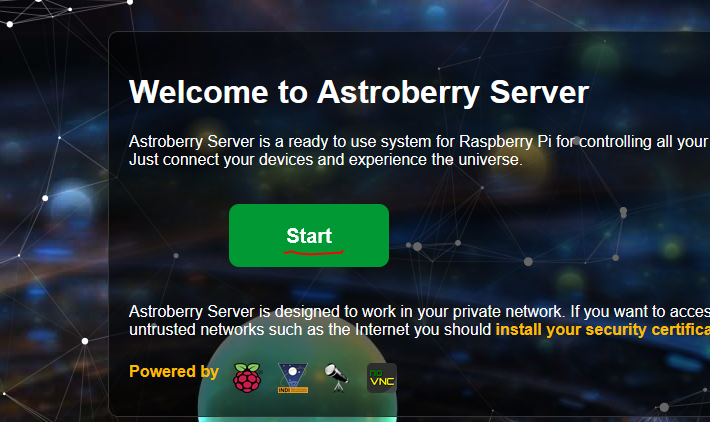 Welcome to Astroberry Server
Astroberry Server is a ready to use system for Raspberry Pi for controlling all your
Just connect your devices and experience the universe.
Start
Astroberry Server is designed to work in your private network. If you want to acces
untrusted networks such as the Internet you should install your security certifica
Powered by
INDI
no
VNC